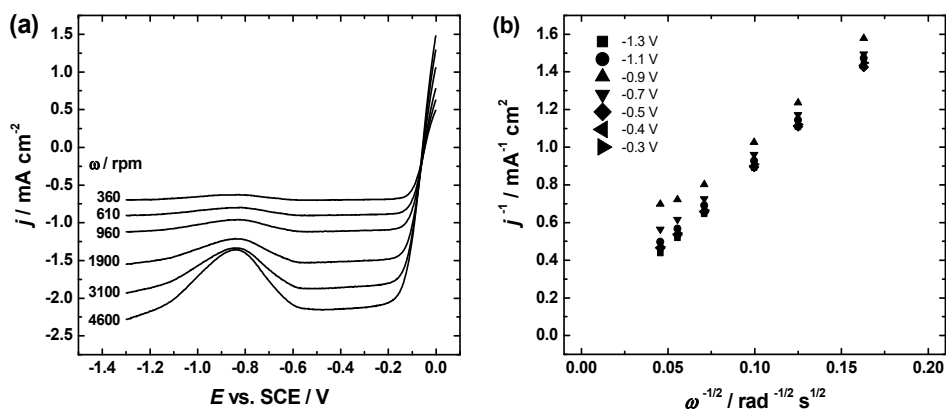 (a)
1.5
1.0
0.5
0.0
-0.5
-1.0
-1.5
-2.0
-2.5
j / mA cm-2
ω / rpm
360
610
960
1900
3100
4600
-1.4 -1.2 -1.0 -0.8 -0.6 -0.4 -0.2 0.0
E vs. SCE / V
(b)
1.6
1.4
1.2
1.0
0.8
0.6
0.4
0.2
0.0
j-1 / mA-1 cm2
-1.3 V
-1.1 V
-0.9 V
-0.7 V
-0.5 V
-0.4 V
-0.3 V
0.00 0.05 0.10 0.15 0.20
ω -1/2 / rad -1/2 s1/2